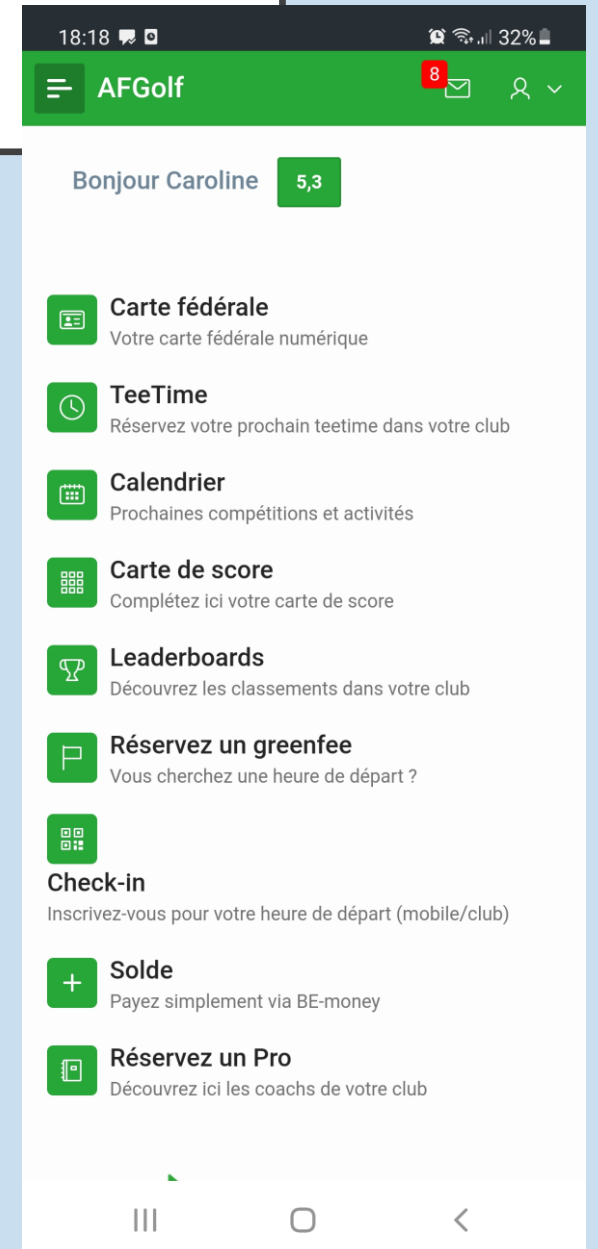 18:18 32%
AFGolf 8
Bonjour Caroline 5,3
Carte fédérale
Votre carte fédérale numérique
TeeTime
Réservez votre prochain teetime dans votre club
Calendrier
Prochaines compétitions et activités
Carte de score
Complétez ici votre carte de score
Leaderboards
Découvrez les classements dans votre club
Réservez un greenfee
Vous cherchez une heure de départ ?
Check-in
Inscrivez-vous pour votre heure de départ (mobile/club)
Solde
Payez simplement via BE-money
Réservez un Pro
Découvrez ici les coachs de votre club